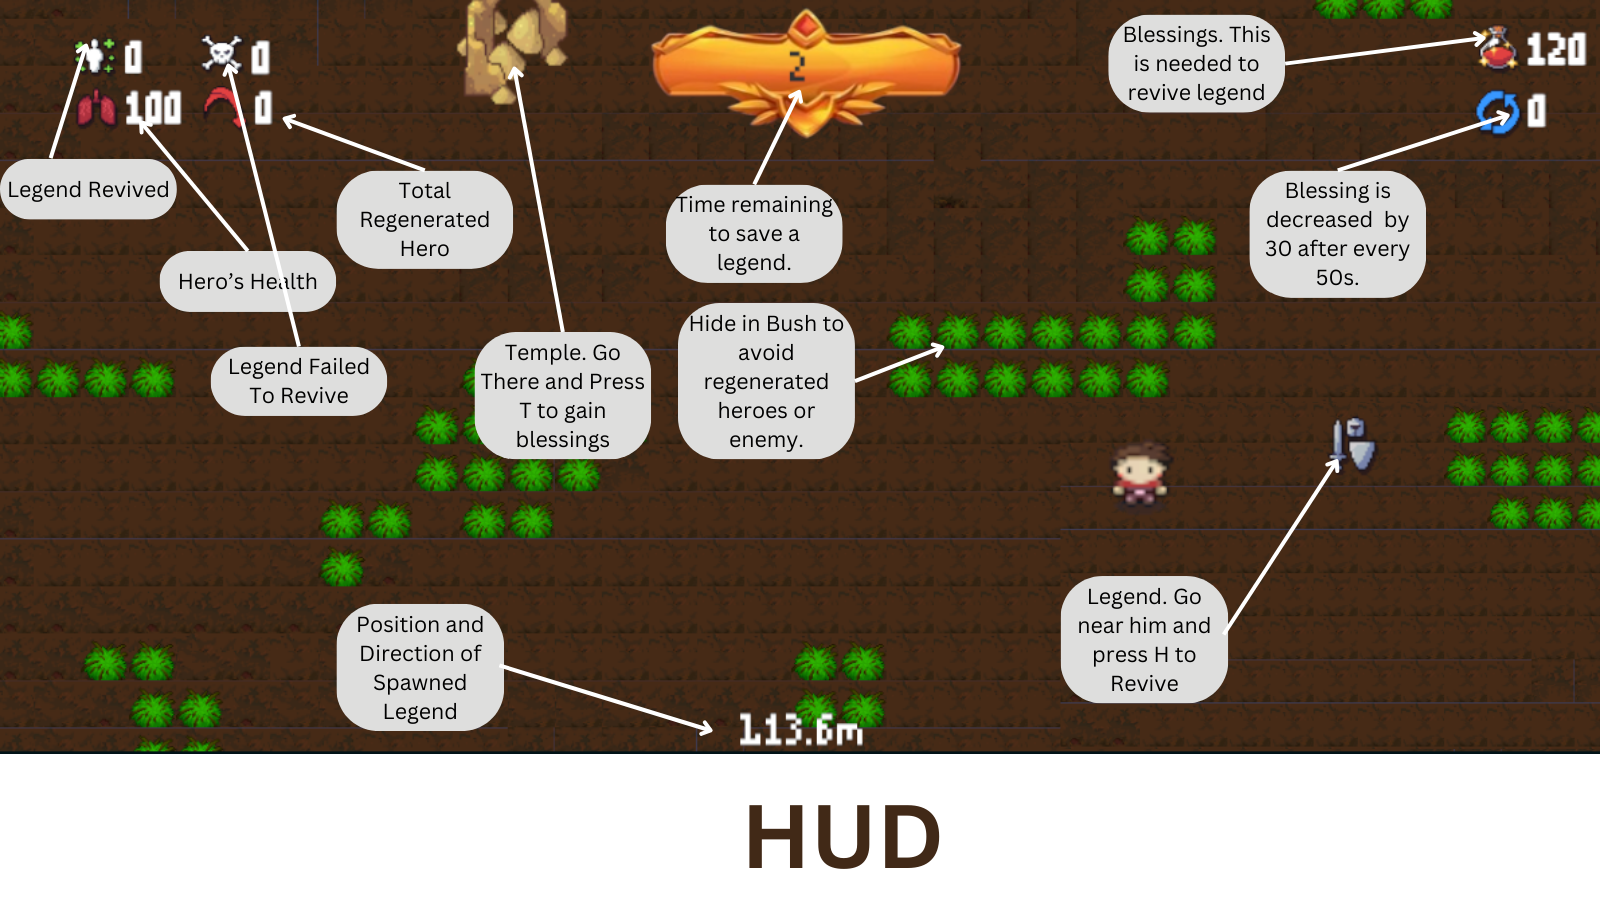 0
0
100
0
2
120
0
Blessings. This
is needed to
revive legend
Legend Revived
Total
Regenerated
Hero
Time remaining
to save a
legend.
Blessing is
decreased by
30 after every
50s.
Hero's Health
Legend Failed
To Revive
Temple. Go
There and Press
T to gain
blessings
Hide in Bush to
avoid
regenerated
heroes or
enemy.
Legend. Go
near him and
press H to
Revive
Position and
Direction of
Spawned
Legend
113.6m
HUD